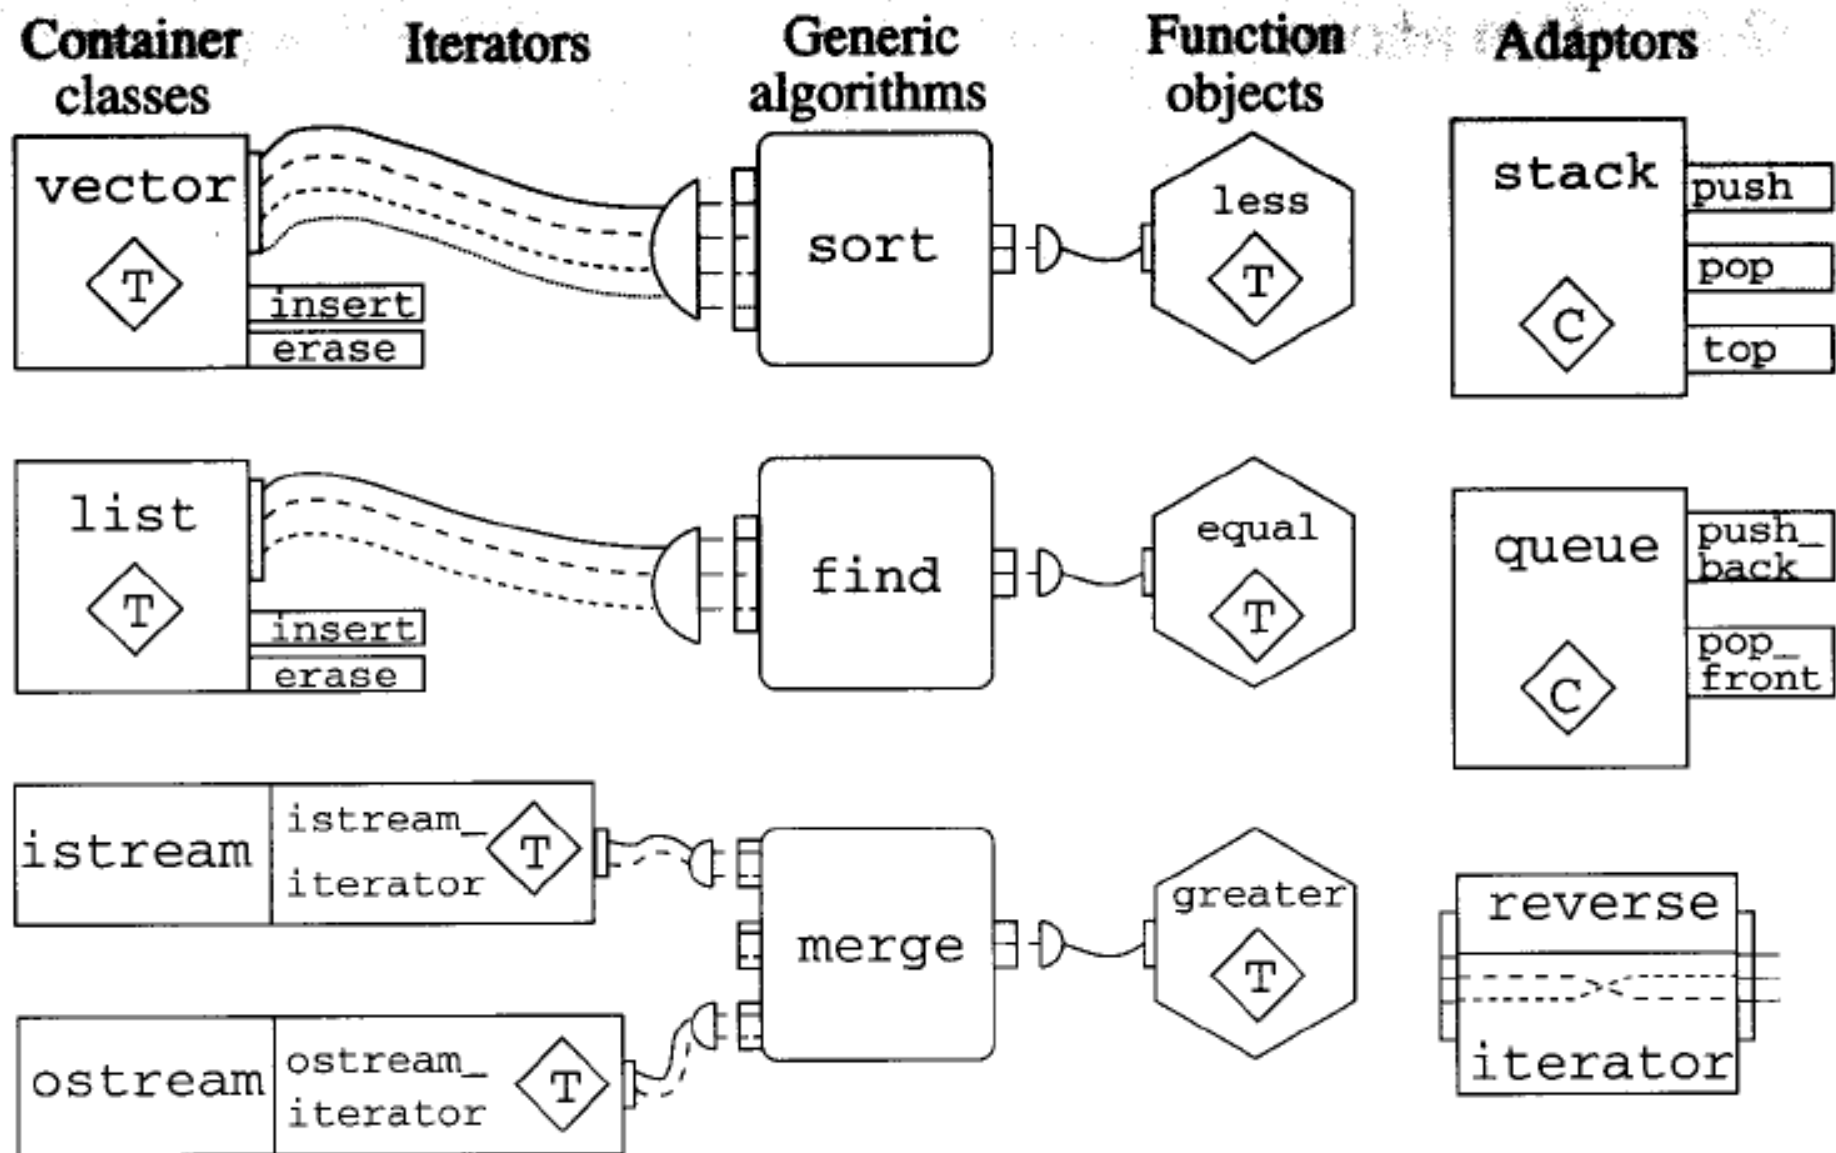 Container
classes
Iterators
Generic
algorithms
Function
objects
Adaptors
vector
T
insert
erase
sort
less
T
stack
C
push
pop
top
list
T
insert
erase
find
equal
T
queue
C
push_
back
pop_
front
istream
istream_
iterator
T
merge
greater
T
reverse
iterator
ostream
ostream_
iterator
T